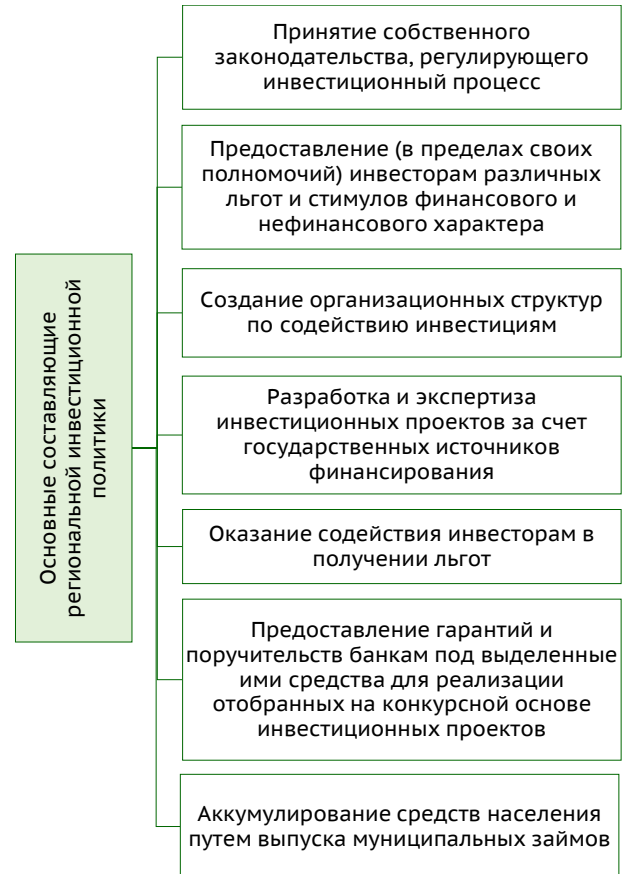 Основные составляющие
региональной инвестиционной
политики
Принятие собственного
законодательства, регулирующего
инвестиционный процесс
Предоставление (в пределах своих
полномочий) инвесторам различных
льгот и стимулов финансового и
нефинансового характера
Создание организационных структур
по содействию инвестициям
Разработка и экспертиза
инвестиционных проектов за счет
государственных источников
финансирования
Оказание содействия инвесторам в
получении льгот
Предоставление гарантий и
поручительств банкам под выделенные
ими средства для реализации
отобранных на конкурсной основе
инвестиционных проектов
Аккумулирование средств населения
путем выпуска муниципальных займов